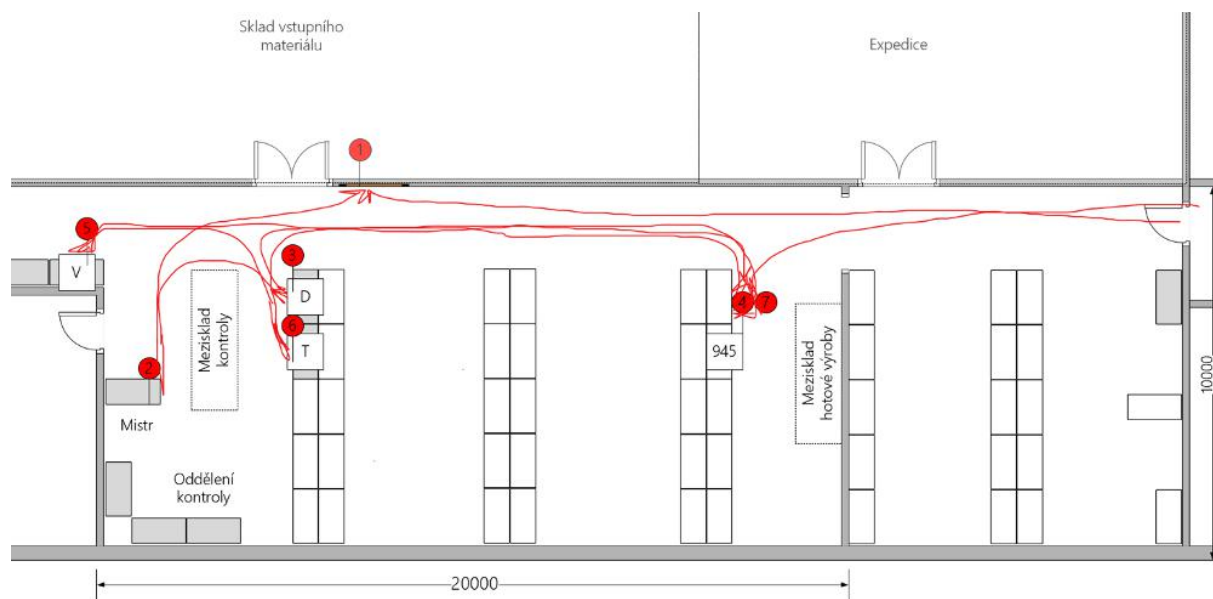 Sklad vstupního
materiálu
Expedice
1
5
V
3
D
6
T
4
7
945
2
Mistr
Mezisklad
kontroly
Mezisklad
hotové výroby
Oddělení
kontroly
10000
20000